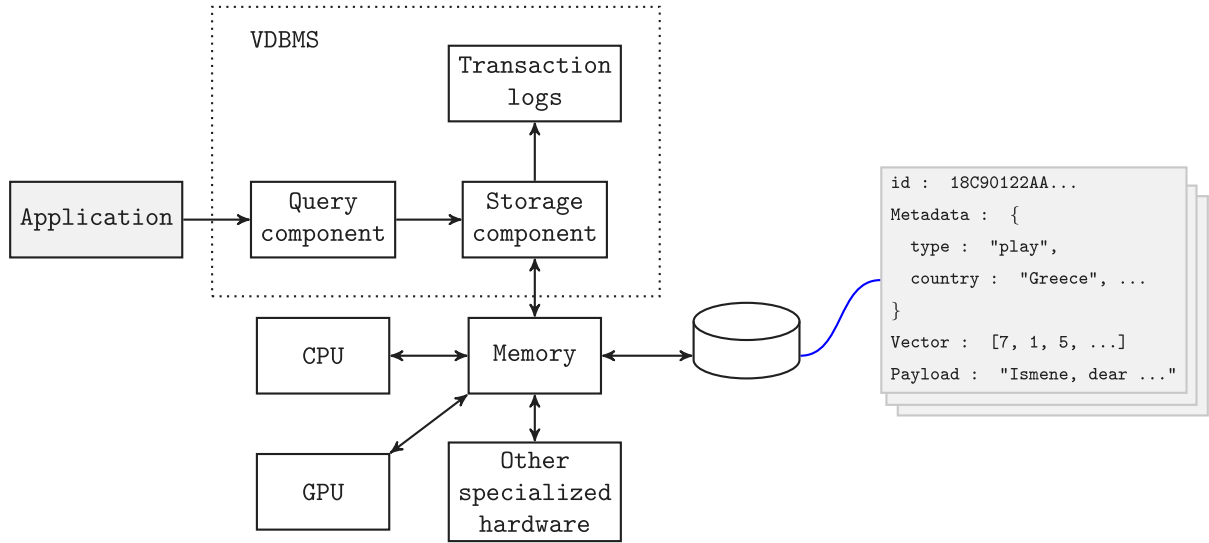 VDBMS
Transaction
logs
Application
Query
component
Storage
component
CPU
Memory
GPU
Other
specialized
hardware
id : 18C90122AA...
Metadata : {
type : "play",
country : "Greece", ...
}
Vector : [7, 1, 5, ...]
Payload : "Ismene, dear ..."